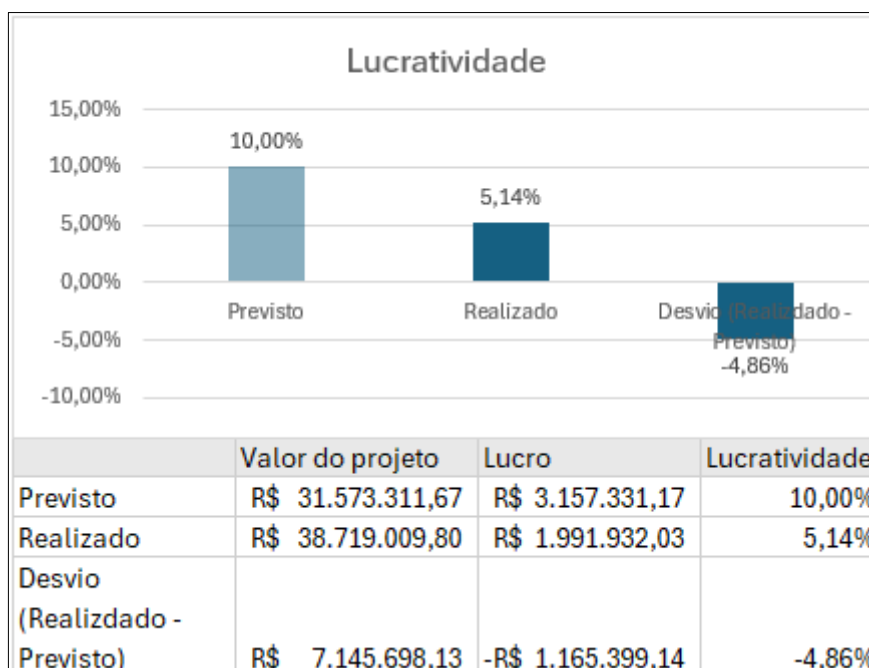 Lucratividade
15,00%
10,00%
5,00%
0,00%
-5,00%
-10,00%
10,00%
5,14%
-4,86%
Previsto
Realizado
Desvio (Realizdado -
Previsto)
Valor do projeto Lucro Lucratividade
Previsto R$ 31.573.311,67 R$ 3.157.331,17 10,00%
Realizado R$ 38.719.009,80 R$ 1.991.932,03 5,14%
Desvio
(Realizdado -
Previsto) R$ 7.145.698,13 -R$ 1.165.399,14 -4,86%